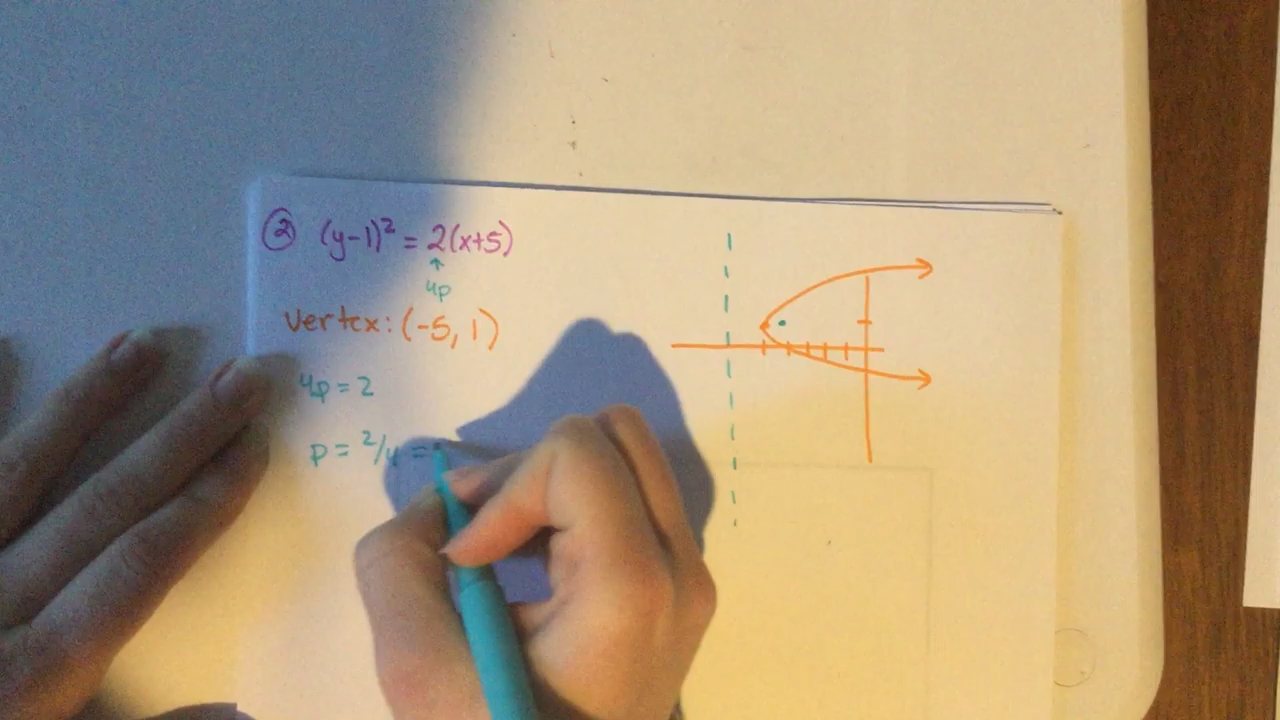 ② (y-1)² = 2(x+5)
↑
4p
vertex: (-5, 1)
4p = 2
p = 2/4 =